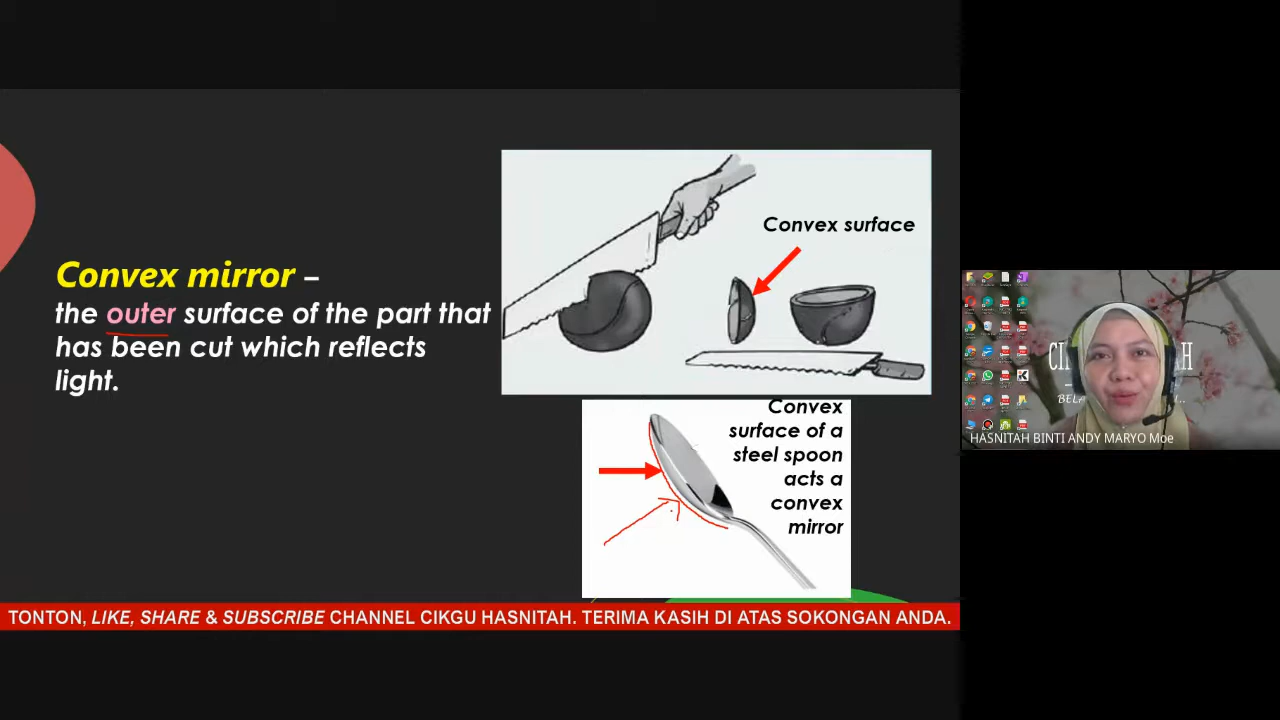 Convex mirror –
the outer surface of the part that
has been cut which reflects
light.
Convex surface
Convex
surface of a
steel spoon
acts a
convex
mirror
HASNITAH BINTI ANDY MARYO Moe
TONTON, LIKE, SHARE & SUBSCRIBE CHANNEL CIKGU HASNITAH. TERIMA KASIH DI ATAS SOKONGAN ANDA.